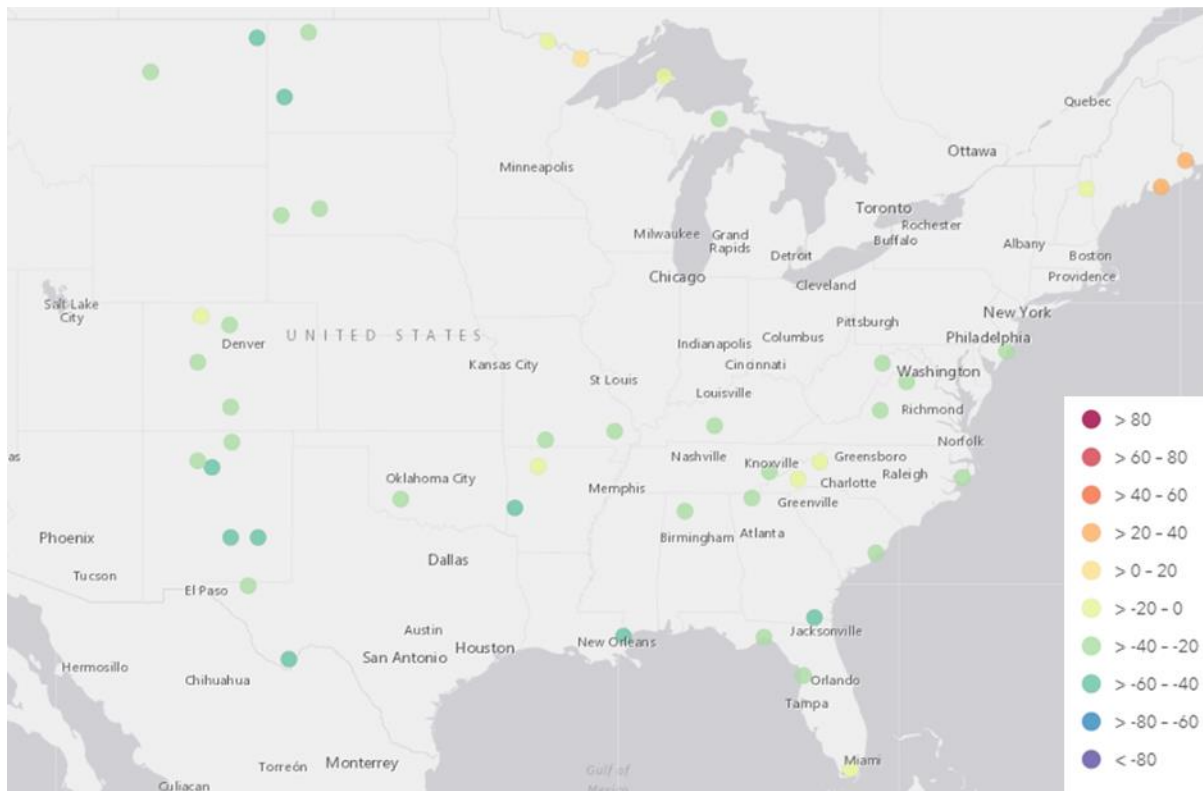 Quebec
Ottawa
Minneapolis
Toronto
Rochester
Buffalo
Milwaukee
Grand
Rapids
Detroit
Albany
Boston
Providence
Chicago
Cleveland
Salt Lake
City
New York
Pittsburgh
Philadelphia
UNITED STATES
Denver
Columbus
Indianapolis
Cincinnati
Kansas City
Washington
St Louis
Louisville
Richmond
Norfolk
as
Nashville
Knoxville
Greensboro
Raleigh
Oklahoma City
Memphis
Charlotte
Greenville
Phoenix
Birmingham
Atlanta
Dallas
Tucson
El Paso
Austin
Jacksonville
New Orleans
Houston
San Antonio
Hermosillo
Chihuahua
Orlando
Tampa
Miami
Torreón
Monterrey
Gulf of
Mexico
Culiacan
> 80
> 60 - 80
> 40 - 60
> 20 - 40
> 0 - 20
> -20 - 0
> -40 - -20
> -60 - -40
> -80 - -60
< -80